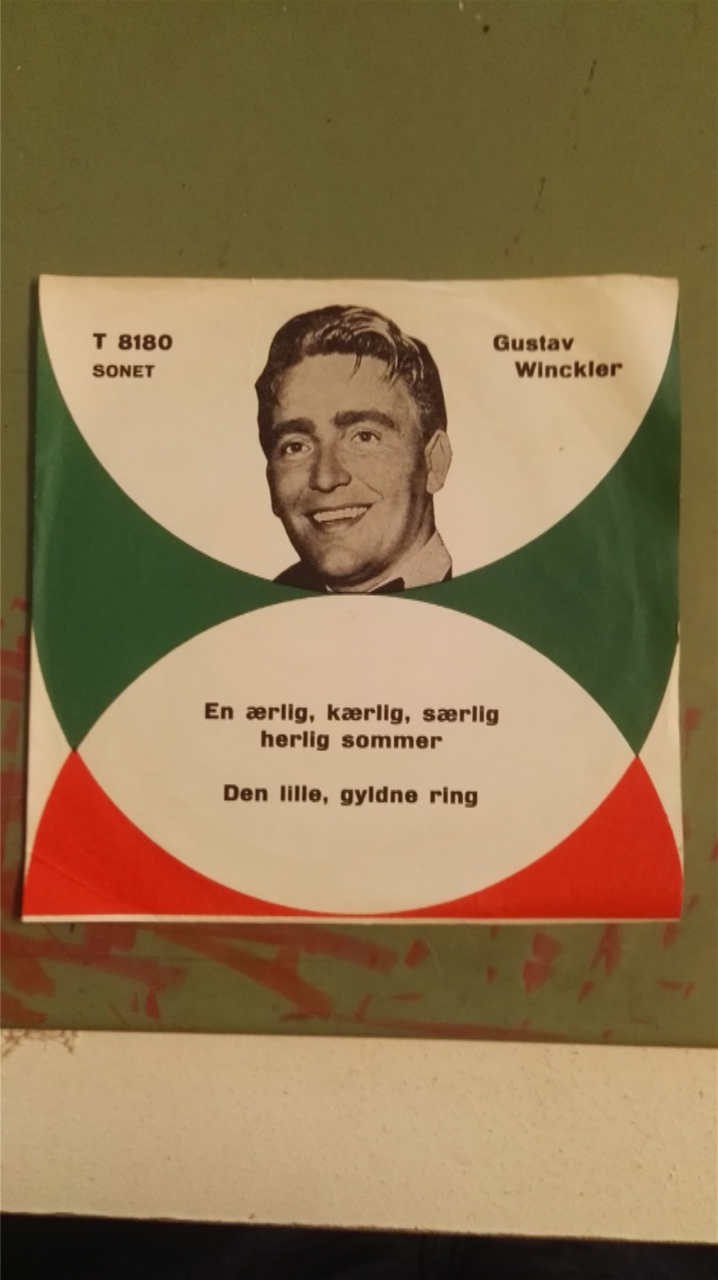 T 8180
SONET
Gustav
Winckler
En ærlig, kærlig, særlig
herlig sommer
Den lille, gyldne ring